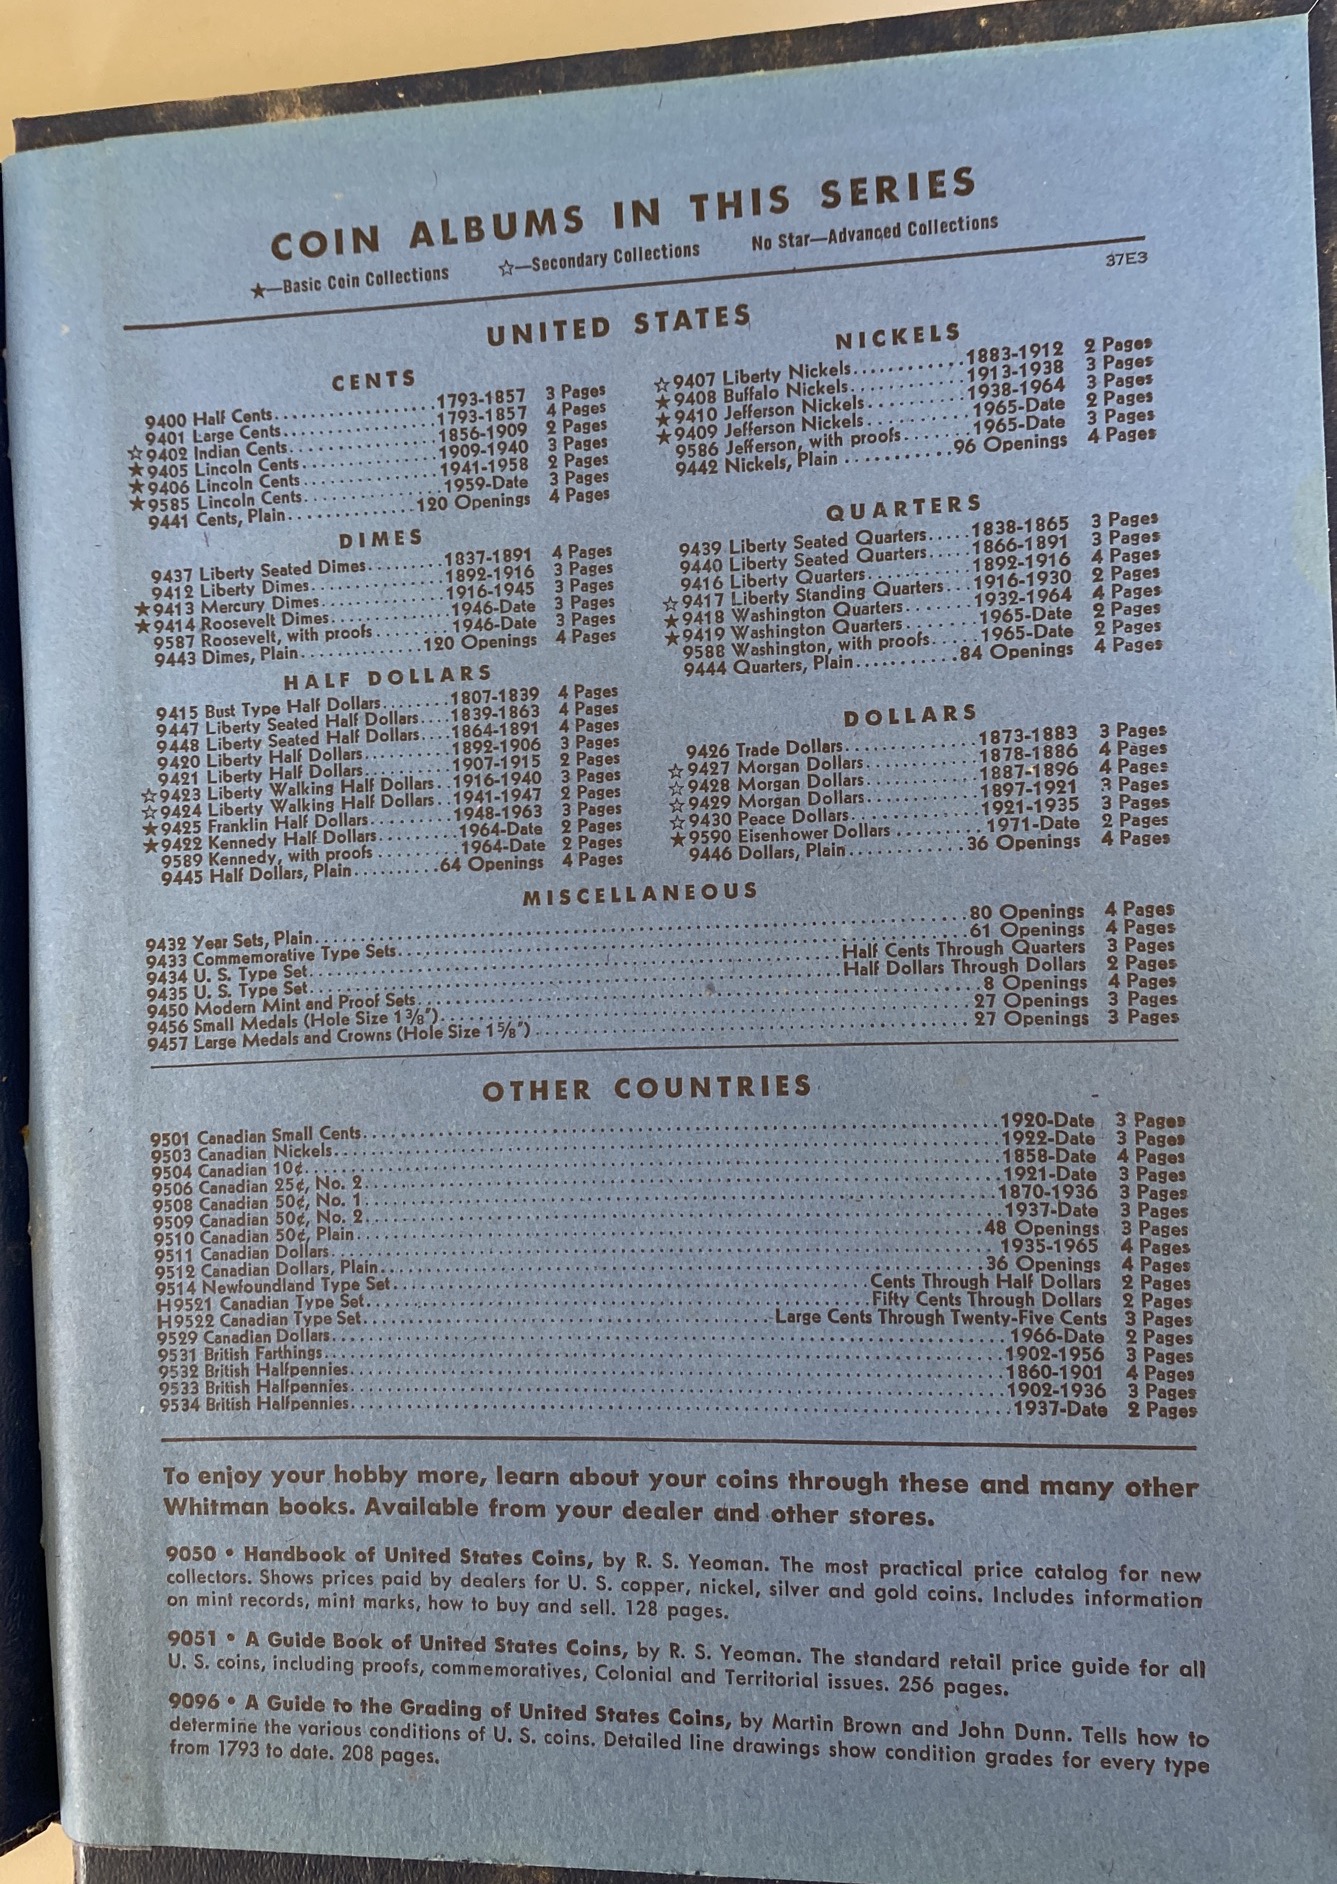 COIN ALBUMS IN THIS SERIES
★—Basic Coin Collections ☆—Secondary Collections No Star—Advanced Collections
37E3
UNITED STATES
CENTS
9400 Half Cents................1793-1857 3 Pages
9401 Large Cents...............1793-1857 4 Pages
☆9402 Indian Cents...............1856-1909 2 Pages
★9405 Lincoln Cents..............1909-1940 3 Pages
★9406 Lincoln Cents..............1941-1958 2 Pages
★9585 Lincoln Cents..............1959-Date 3 Pages
9441 Cents, Plain.............120 Openings 4 Pages
DIMES
9437 Liberty Seated Dimes........1837-1891 4 Pages
9412 Liberty Dimes..............1892-1916 3 Pages
★9413 Mercury Dimes.............1916-1945 3 Pages
★9414 Roosevelt Dimes............1946-Date 3 Pages
9587 Roosevelt, with proofs........1946-Date 3 Pages
9443 Dimes, Plain............120 Openings 4 Pages
HALF DOLLARS
9415 Bust Type Half Dollars.......1807-1839 4 Pages
9447 Liberty Seated Half Dollars....1839-1863 4 Pages
9448 Liberty Seated Half Dollars....1864-1891 4 Pages
9420 Liberty Half Dollars.........1892-1906 3 Pages
9421 Liberty Half Dollars.........1907-1915 2 Pages
☆9423 Liberty Walking Half Dollars..1916-1940 3 Pages
☆9424 Liberty Walking Half Dollars..1941-1947 2 Pages
★9425 Franklin Half Dollars.........1948-1963 3 Pages
★9422 Kennedy Half Dollars.........1964-Date 2 Pages
9589 Kennedy, with proofs.........1964-Date 2 Pages
9445 Half Dollars, Plain..........64 Openings 4 Pages
NICKELS
☆9407 Liberty Nickels...........1883-1912 2 Pages
★9408 Buffalo Nickels...........1913-1938 3 Pages
★9410 Jefferson Nickels..........1938-1964 3 Pages
★9409 Jefferson Nickels..........1965-Date 2 Pages
9586 Jefferson, with proofs.......1965-Date 3 Pages
9442 Nickels, Plain...........96 Openings 4 Pages
QUARTERS
9439 Liberty Seated Quarters.....1838-1865 3 Pages
9440 Liberty Seated Quarters.....1866-1891 3 Pages
9416 Liberty Quarters...........1892-1916 4 Pages
☆9417 Liberty Standing Quarters...1916-1930 2 Pages
★9418 Washington Quarters........1932-1964 4 Pages
★9419 Washington Quarters........1965-Date 2 Pages
9588 Washington, with proofs.....1965-Date 2 Pages
9444 Quarters, Plain...........84 Openings 4 Pages
DOLLARS
9426 Trade Dollars.............1873-1883 3 Pages
☆9427 Morgan Dollars...........1878-1886 4 Pages
☆9428 Morgan Dollars...........1887-1896 4 Pages
☆9429 Morgan Dollars...........1897-1921 3 Pages
☆9430 Peace Dollars.............1921-1935 3 Pages
★9590 Eisenhower Dollars.........1971-Date 2 Pages
9446 Dollars, Plain............36 Openings 4 Pages
MISCELLANEOUS
9432 Year Sets, Plain..............................80 Openings 4 Pages
9433 Commemorative Type Sets..............................61 Openings 4 Pages
9434 U. S. Type Set..............................Half Cents Through Quarters 3 Pages
9435 U. S. Type Set..............................Half Dollars Through Dollars 2 Pages
9450 Modern Mint and Proof Sets..............................8 Openings 4 Pages
9456 Small Medals (Hole Size 1 3/8")..............................27 Openings 3 Pages
9457 Large Medals and Crowns (Hole Size 1 5/8")..............................27 Openings 3 Pages
OTHER COUNTRIES
9501 Canadian Small Cents..............................1920-Date 3 Pages
9503 Canadian Nickels..............................1922-Date 3 Pages
9504 Canadian 10¢..............................1858-Date 4 Pages
9506 Canadian 25¢, No. 2..............................1921-Date 3 Pages
9508 Canadian 50¢, No. 1..............................1870-1936 3 Pages
9509 Canadian 50¢, No. 2..............................1937-Date 3 Pages
9510 Canadian 50¢, Plain..............................48 Openings 3 Pages
9511 Canadian Dollars..............................1935-1965 4 Pages
9512 Canadian Dollars, Plain..............................36 Openings 4 Pages
9514 Newfoundland Type Set..............................Cents Through Half Dollars 2 Pages
H9521 Canadian Type Set..............................Fifty Cents Through Dollars 2 Pages
H9522 Canadian Type Set..............................Large Cents Through Twenty-Five Cents 3 Pages
9529 Canadian Dollars..............................1966-Date 2 Pages
9531 British Farthings..............................1902-1956 3 Pages
9532 British Halfpennies..............................1860-1901 4 Pages
9533 British Halfpennies..............................1902-1936 3 Pages
9534 British Halfpennies..............................1937-Date 2 Pages
To enjoy your hobby more, learn about your coins through these and many other
Whitman books. Available from your dealer and other stores.
9050 • Handbook of United States Coins, by R. S. Yeoman. The most practical price catalog for new
collectors. Shows prices paid by dealers for U. S. copper, nickel, silver and gold coins. Includes information
on mint records, mint marks, how to buy and sell. 128 pages.
9051 • A Guide Book of United States Coins, by R. S. Yeoman. The standard retail price guide for all
U. S. coins, including proofs, commemoratives, Colonial and Territorial issues. 256 pages.
9096 • A Guide to the Grading of United States Coins, by Martin Brown and John Dunn. Tells how to
determine the various conditions of U. S. coins. Detailed line drawings show condition grades for every type
from 1793 to date. 208 pages.